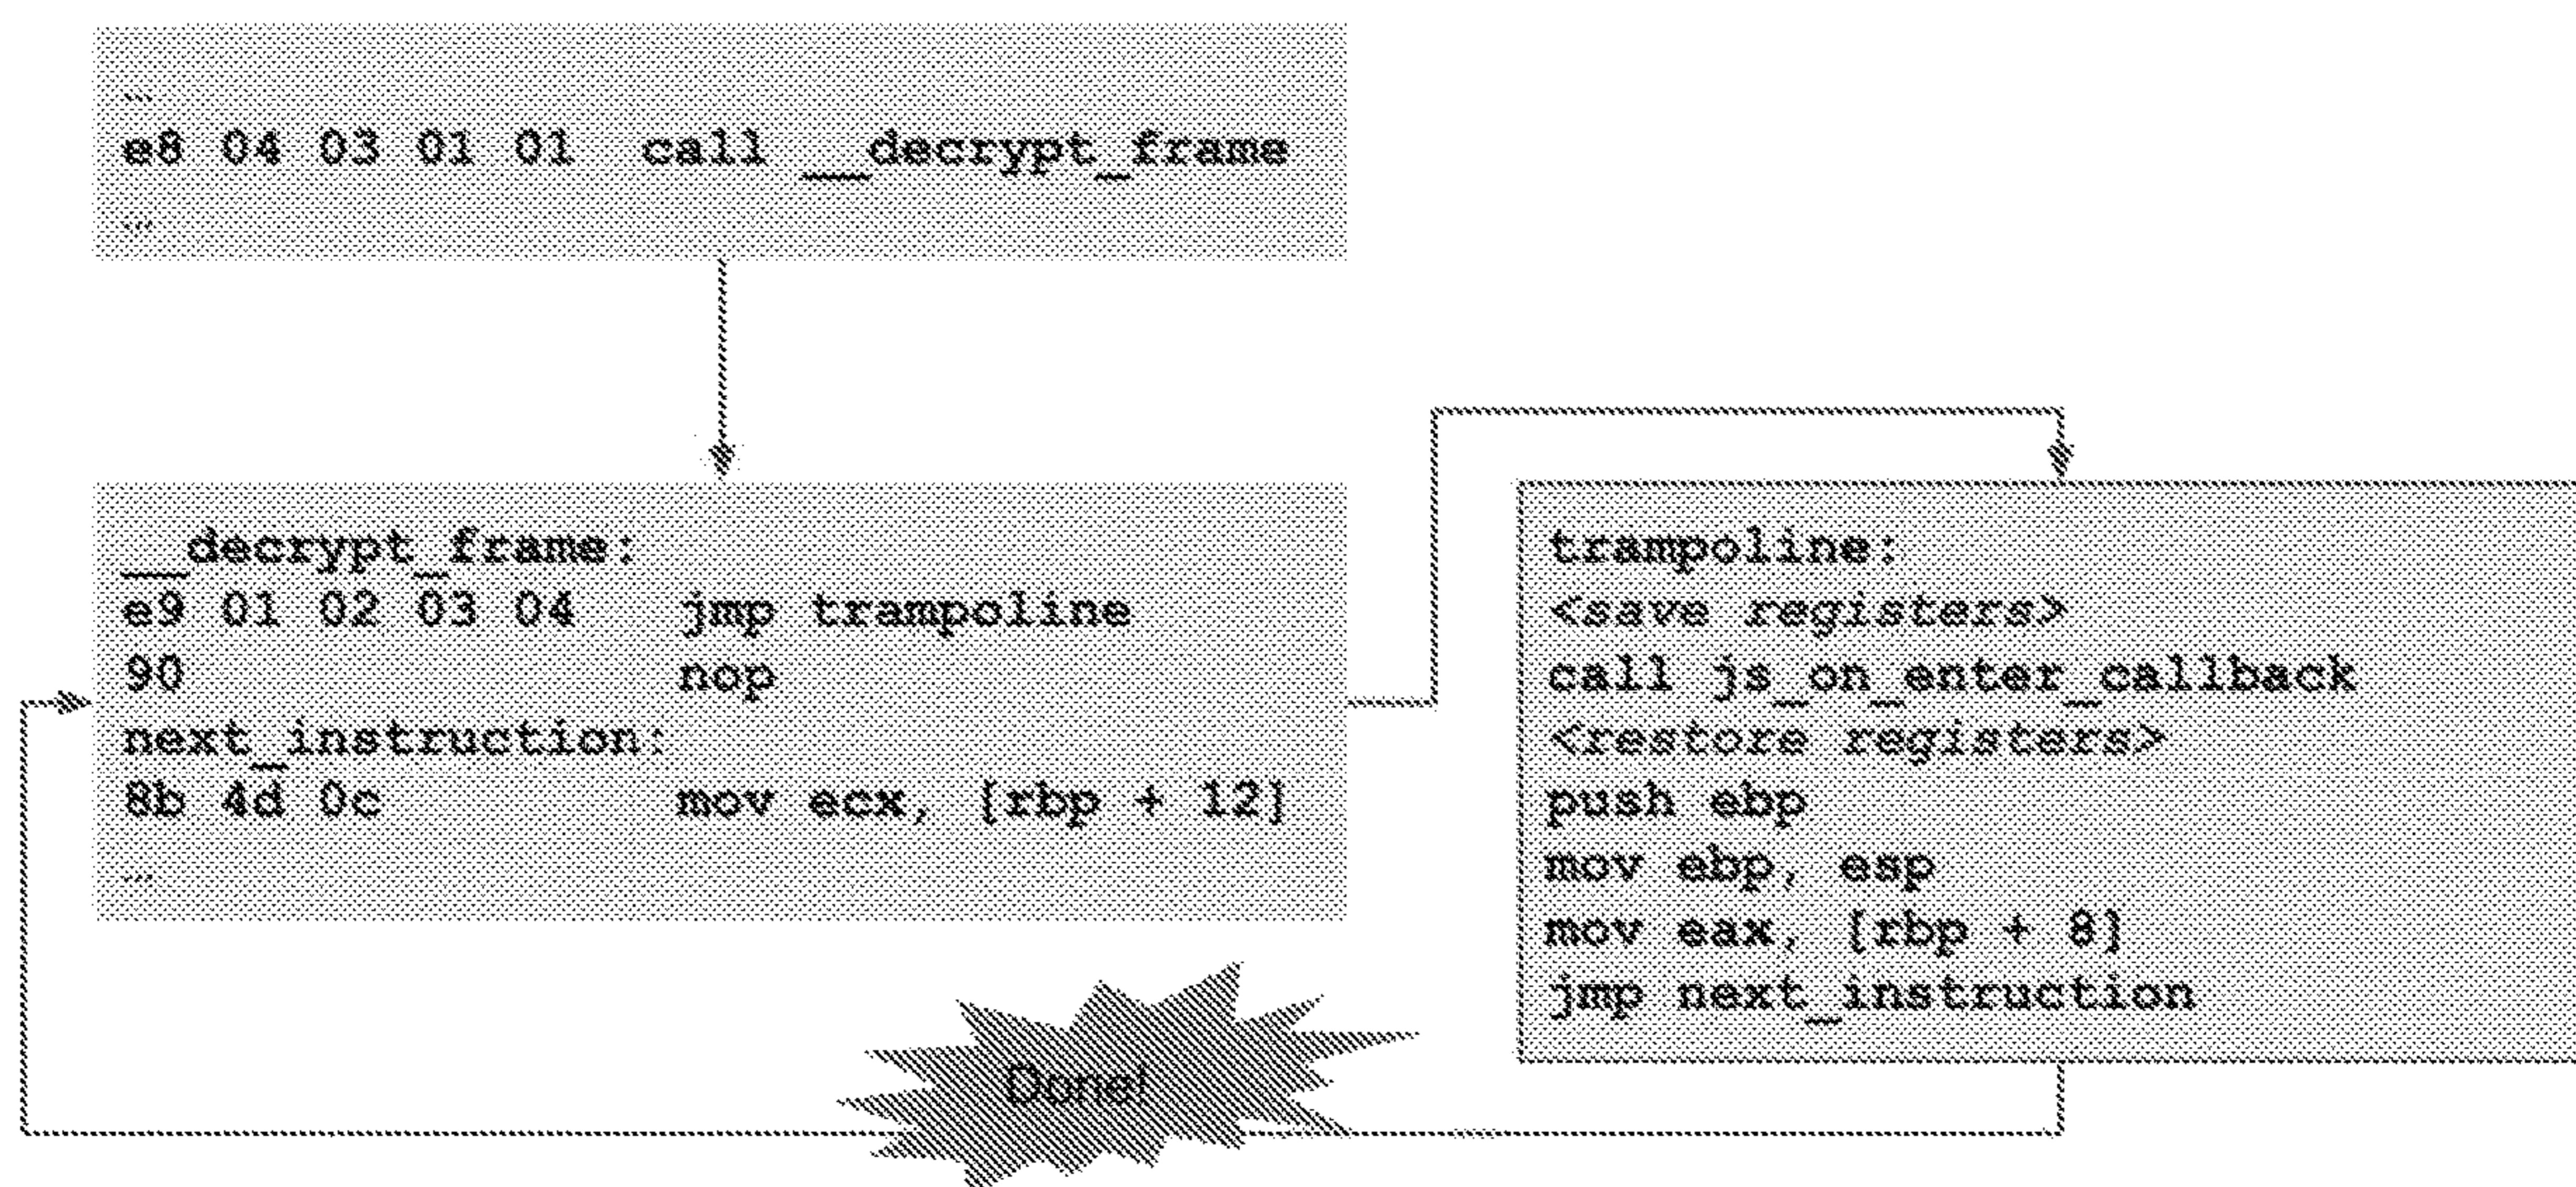 ...
e8 04 03 01 01 call __decrypt_frame
...
__decrypt_frame:
e9 01 02 03 04 jmp trampoline
90 nop
next_instruction:
8b 4d 0c mov ecx, [rbp + 12]
...
trampoline:
<save registers>
call js_on_enter_callback
<restore registers>
push ebp
mov ebp, esp
mov eax, [rbp + 8]
jmp next_instruction
Done!